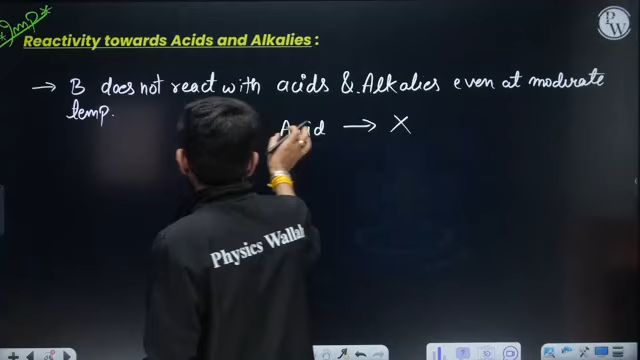 *Imp*
Reactivity towards Acids and Alkalies :
→ B does not react with acids & Alkalies even at moderate
temp.
Acid → X
P
W
Physics Wallah